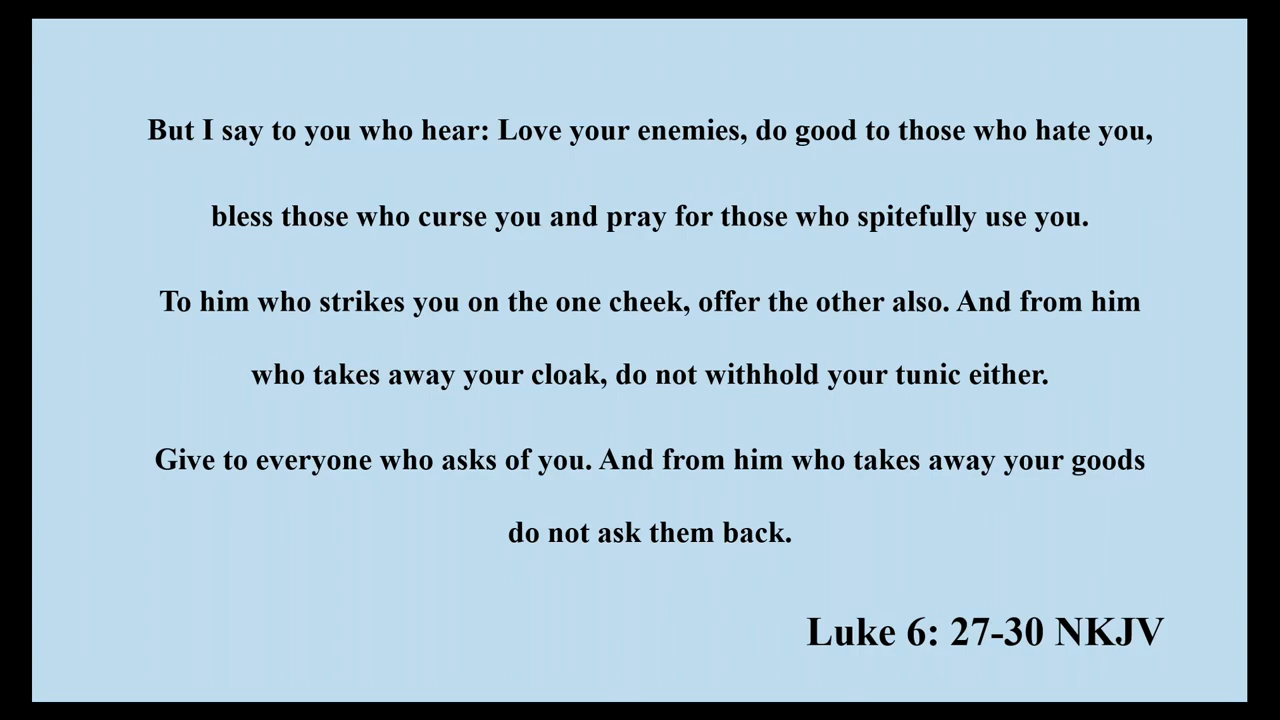 But I say to you who hear: Love your enemies, do good to those who hate you,
bless those who curse you and pray for those who spitefully use you.
To him who strikes you on the one cheek, offer the other also. And from him
who takes away your cloak, do not withhold your tunic either.
Give to everyone who asks of you. And from him who takes away your goods
do not ask them back.
Luke 6: 27-30 NKJV